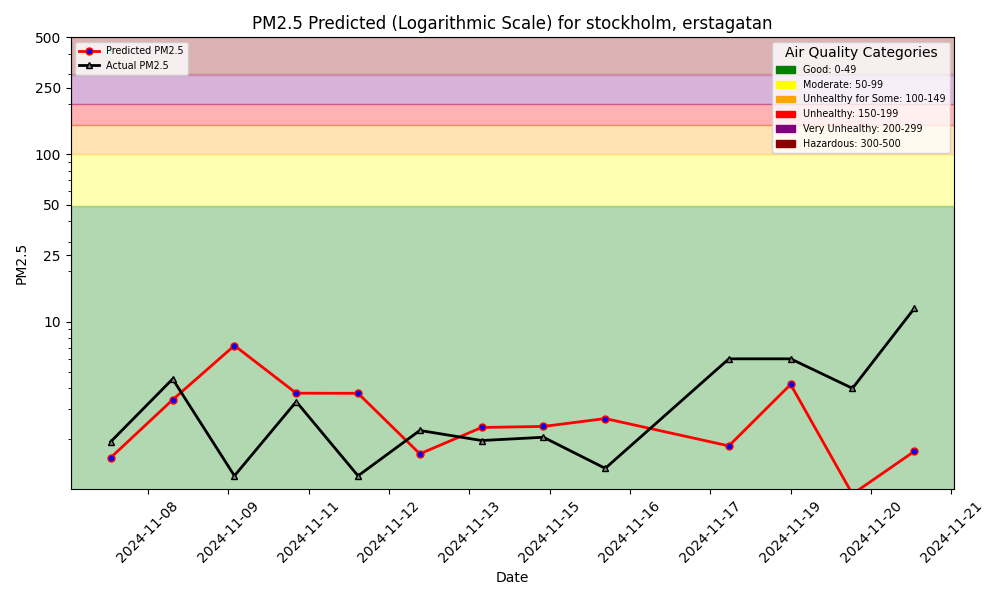 PM2.5 Predicted (Logarithmic Scale) for stockholm, erstagatan
Predicted PM2.5
Actual PM2.5
Air Quality Categories
Good: 0-49
Moderate: 50-99
Unhealthy for Some: 100-149
Unhealthy: 150-199
Very Unhealthy: 200-299
Hazardous: 300-500
500
250
100
50
25
10
PM2.5
2024-11-08
2024-11-09
2024-11-11
2024-11-12
2024-11-13
2024-11-15
2024-11-16
2024-11-17
2024-11-19
2024-11-20
2024-11-21
Date